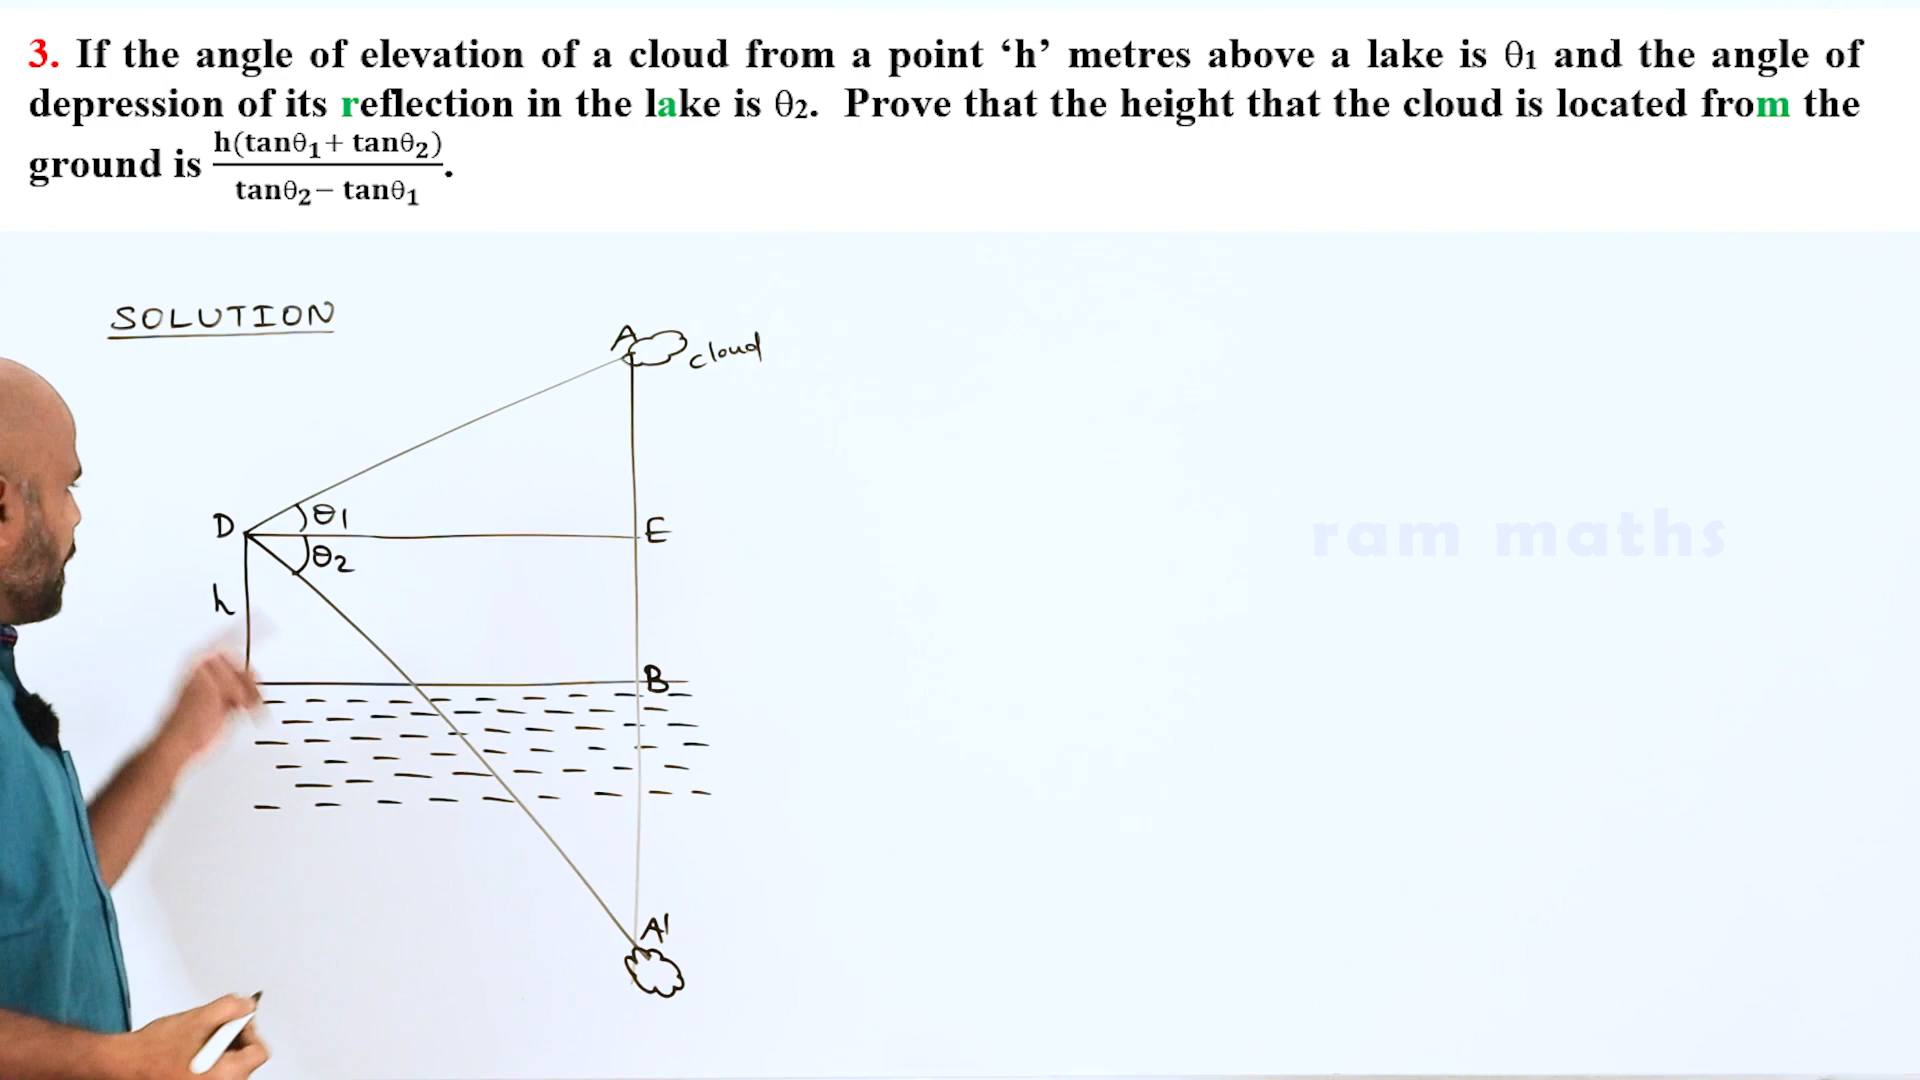 3. If the angle of elevation of a cloud from a point ‘h’ metres above a lake is θ1 and the angle of
depression of its reflection in the lake is θ2. Prove that the height that the cloud is located from the
ground is h(tanθ₁+ tanθ₂)
tanθ₂− tanθ₁ .
SOLUTION
A
cloud
D
θ1
E
θ2
h
B
A'
ram maths